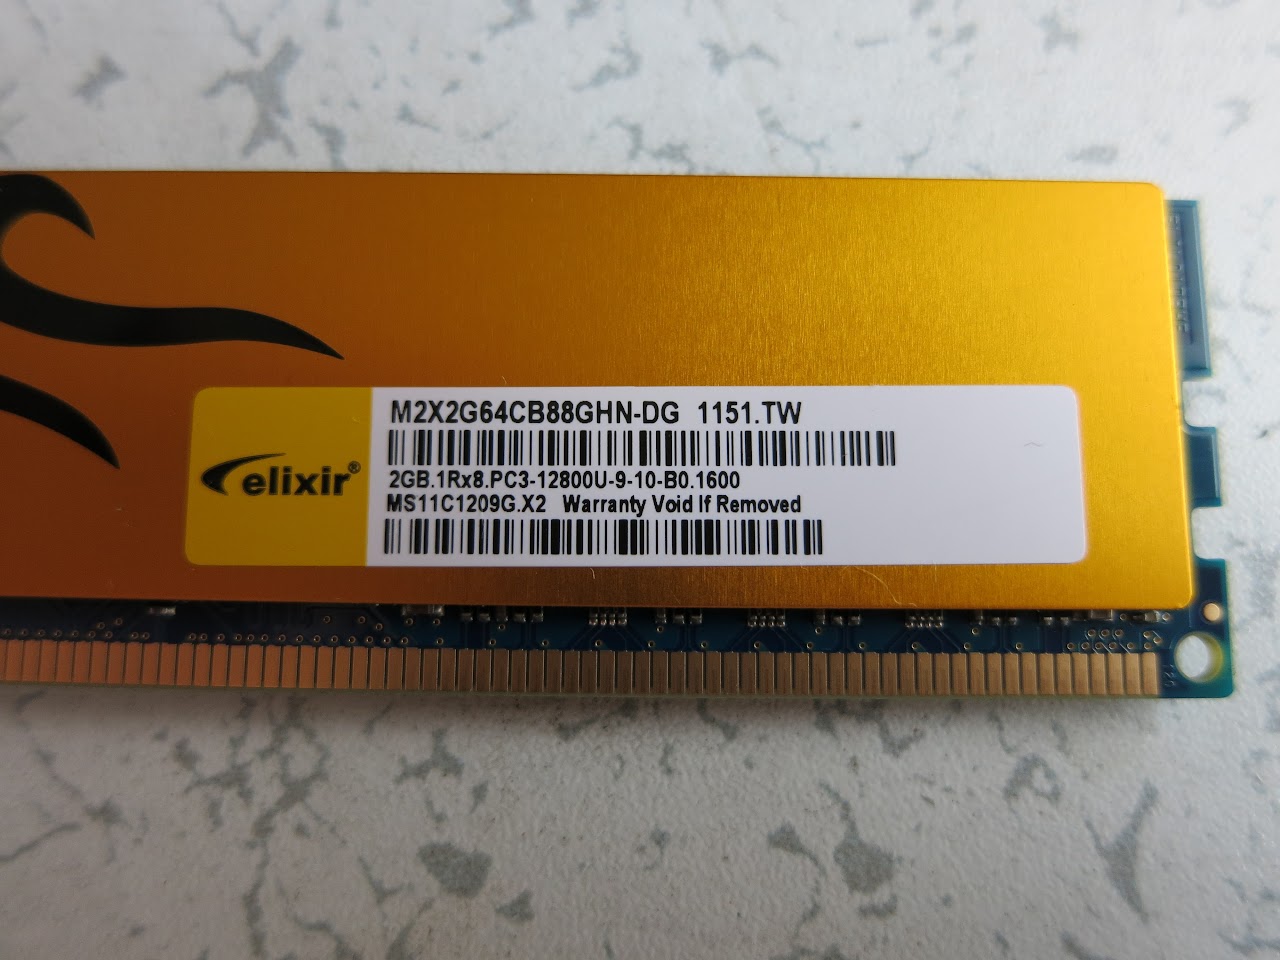 M2X2G64CB88GHN-DG 1151.TW
elixir®
2GB.1Rx8.PC3-12800U-9-10-B0.1600
MS11C1209G.X2 Warranty Void If Removed